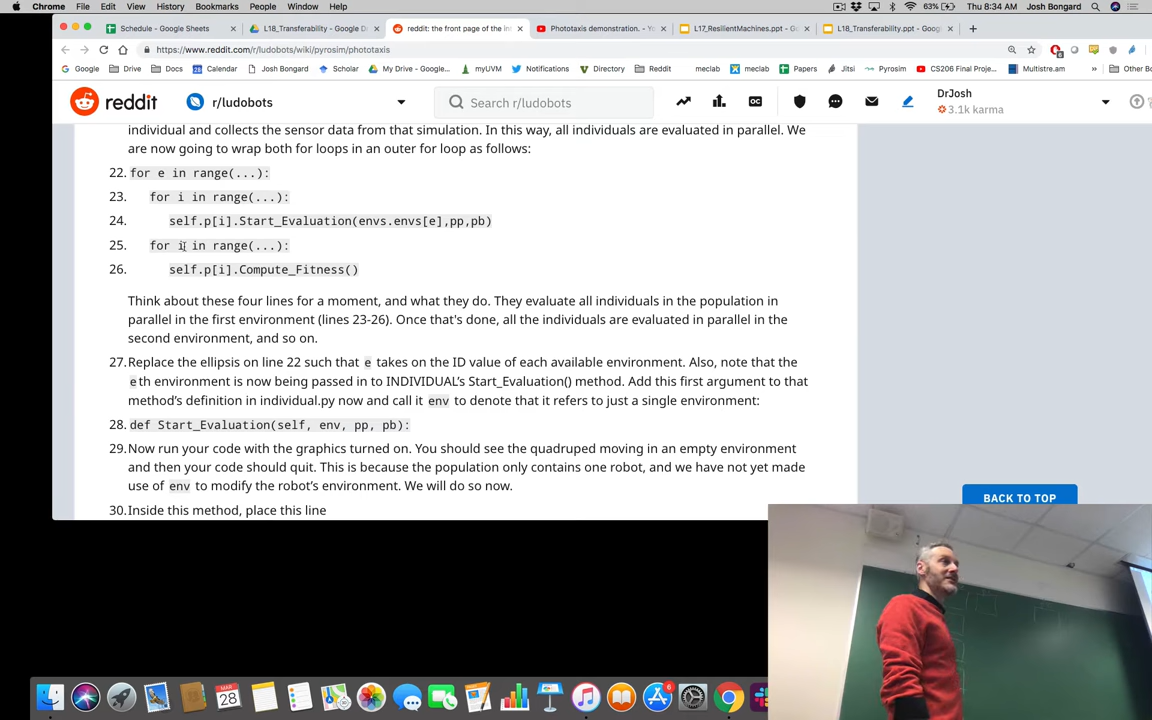 Chrome File Edit View History Bookmarks People Window Help 63% Thu 8:34 AM Josh Bongard
Schedule - Google Sheets L18_Transferability - Google D reddit: the front page of the in Phototaxis demonstration. - Yo L17_ResilientMachines.ppt - G L18_Transferability.ppt - Goog
https://www.reddit.com/r/ludobots/wiki/pyrosim/phototaxis
Google Drive Docs Calendar Josh Bongard Scholar My Drive - Google... myUVM Notifications Directory Reddit meclab meclab Papers Jitsi Pyrosim CS206 Final Proje... Multistre.am » Other Bo
reddit r/ludobots Search r/ludobots DrJosh
3.1k karma
individual and collects the sensor data from that simulation. In this way, all individuals are evaluated in parallel. We
are now going to wrap both for loops in an outer for loop as follows:
22. for e in range(...):
23. for i in range(...):
24. self.p[i].Start_Evaluation(envs.envs[e],pp,pb)
25. for i in range(...):
26. self.p[i].Compute_Fitness()
Think about these four lines for a moment, and what they do. They evaluate all individuals in the population in
parallel in the first environment (lines 23-26). Once that's done, all the individuals are evaluated in parallel in the
second environment, and so on.
27. Replace the ellipsis on line 22 such that e takes on the ID value of each available environment. Also, note that the
eth environment is now being passed in to INDIVIDUAL's Start_Evaluation() method. Add this first argument to that
method's definition in individual.py now and call it env to denote that it refers to just a single environment:
28. def Start_Evaluation(self, env, pp, pb):
29. Now run your code with the graphics turned on. You should see the quadruped moving in an empty environment
and then your code should quit. This is because the population only contains one robot, and we have not yet made
use of env to modify the robot's environment. We will do so now.
30. Inside this method, place this line
BACK TO TOP